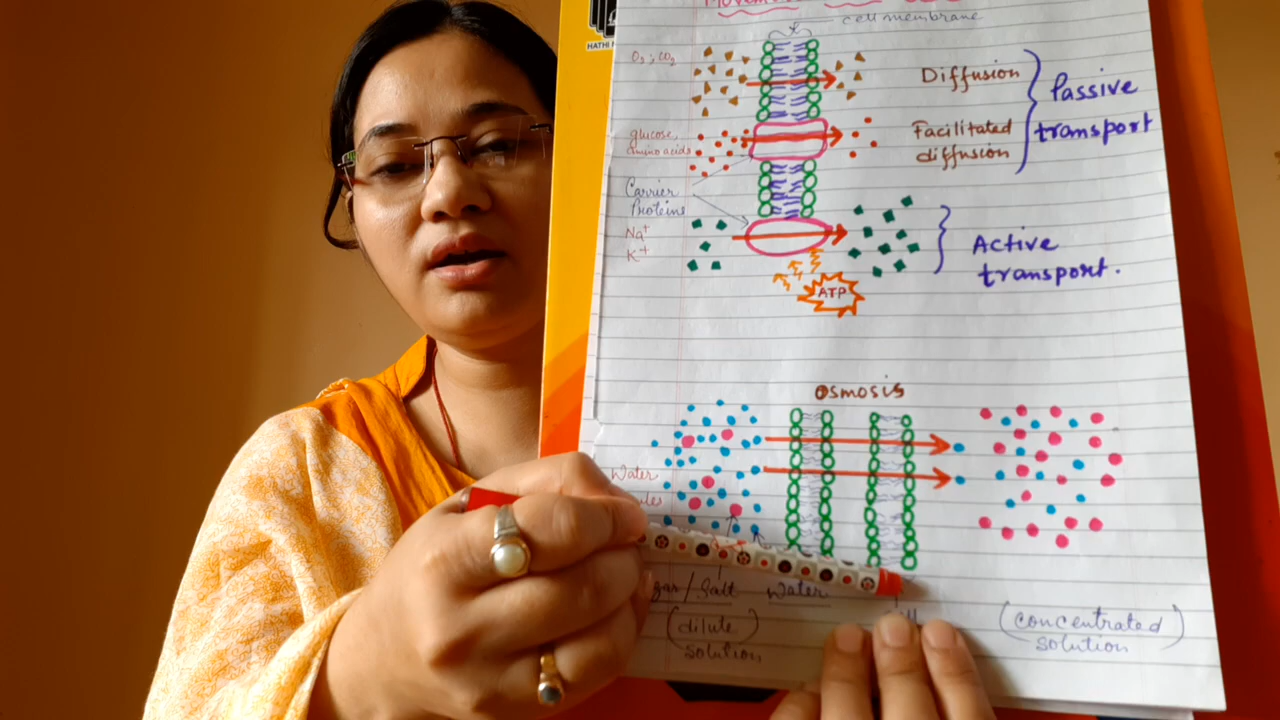 cell membrane
O₂ ; CO₂
Diffusion
Passive
transport
glucose,
amino acids
Facilitated
diffusion
Carrier
Proteins
Na⁺
K⁺
Active
transport.
ATP
Osmosis
Water
Salt
Water
(dilute
solution
(concentrated)
solution